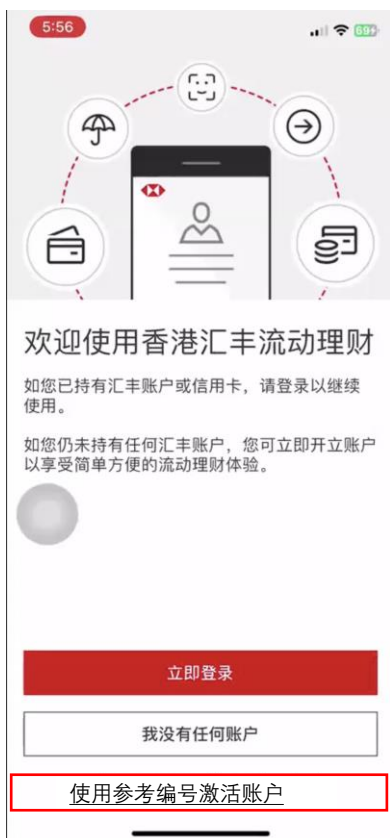 5:56
69
欢迎使用香港汇丰流动理财
如您已持有汇丰账户或信用卡，请登录以继续
使用。
如您仍未持有任何汇丰账户，您可立即开立账户
以享受简单方便的流动理财体验。
立即登录
我没有任何账户
使用参考编号激活账户